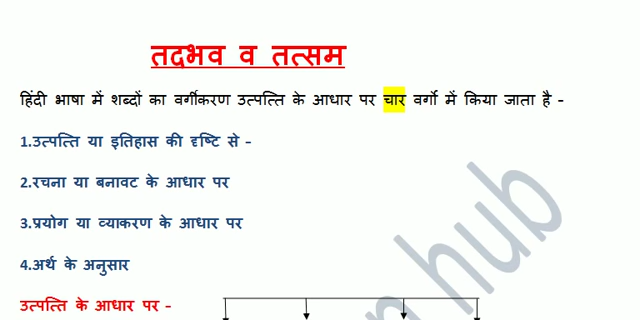 तदभव व तत्सम
हिंदी भाषा में शब्दों का वर्गीकरण उत्पत्ति के आधार पर चार वर्गो में किया जाता है -
1.उत्पत्ति या इतिहास की दृष्टि से -
2.रचना या बनावट के आधार पर
3.प्रयोग या व्याकरण के आधार पर
4.अर्थ के अनुसार
उत्पत्ति के आधार पर -
hub